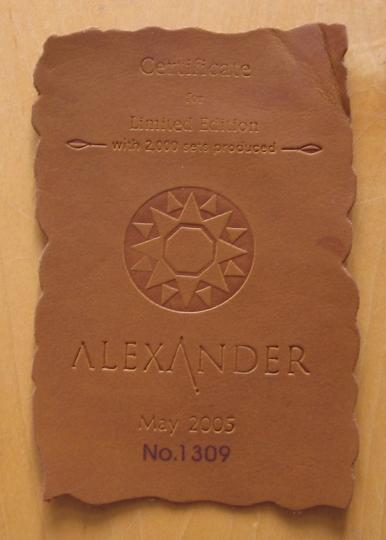 Certificate
for
Limited Edition
with 2,000 sets produced
ALEXANDER
May 2005
No.1309